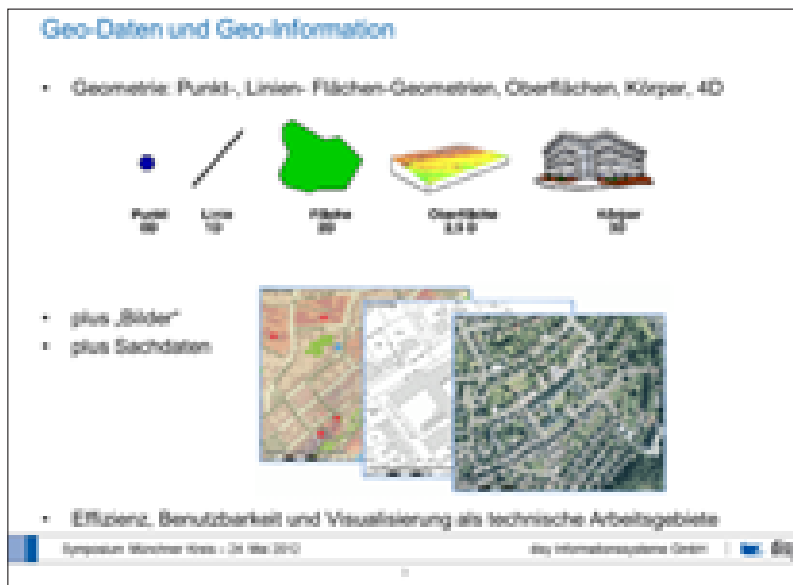 Geo-Daten und Geo-Information
• Geometrie: Punkt-, Linien- Flächen-Geometrien, Oberflächen, Körper, 4D
Punkt Linie Fläche Oberfläche Körper
0D 1D 2D 2,5 D 3D
• plus „Bilder“
• plus Sachdaten
• Effizienz, Benutzbarkeit und Visualisierung als technische Arbeitsgebiete
Symposium Münchner Kreis - 24 Mai 2012 disy Informationssysteme GmbH